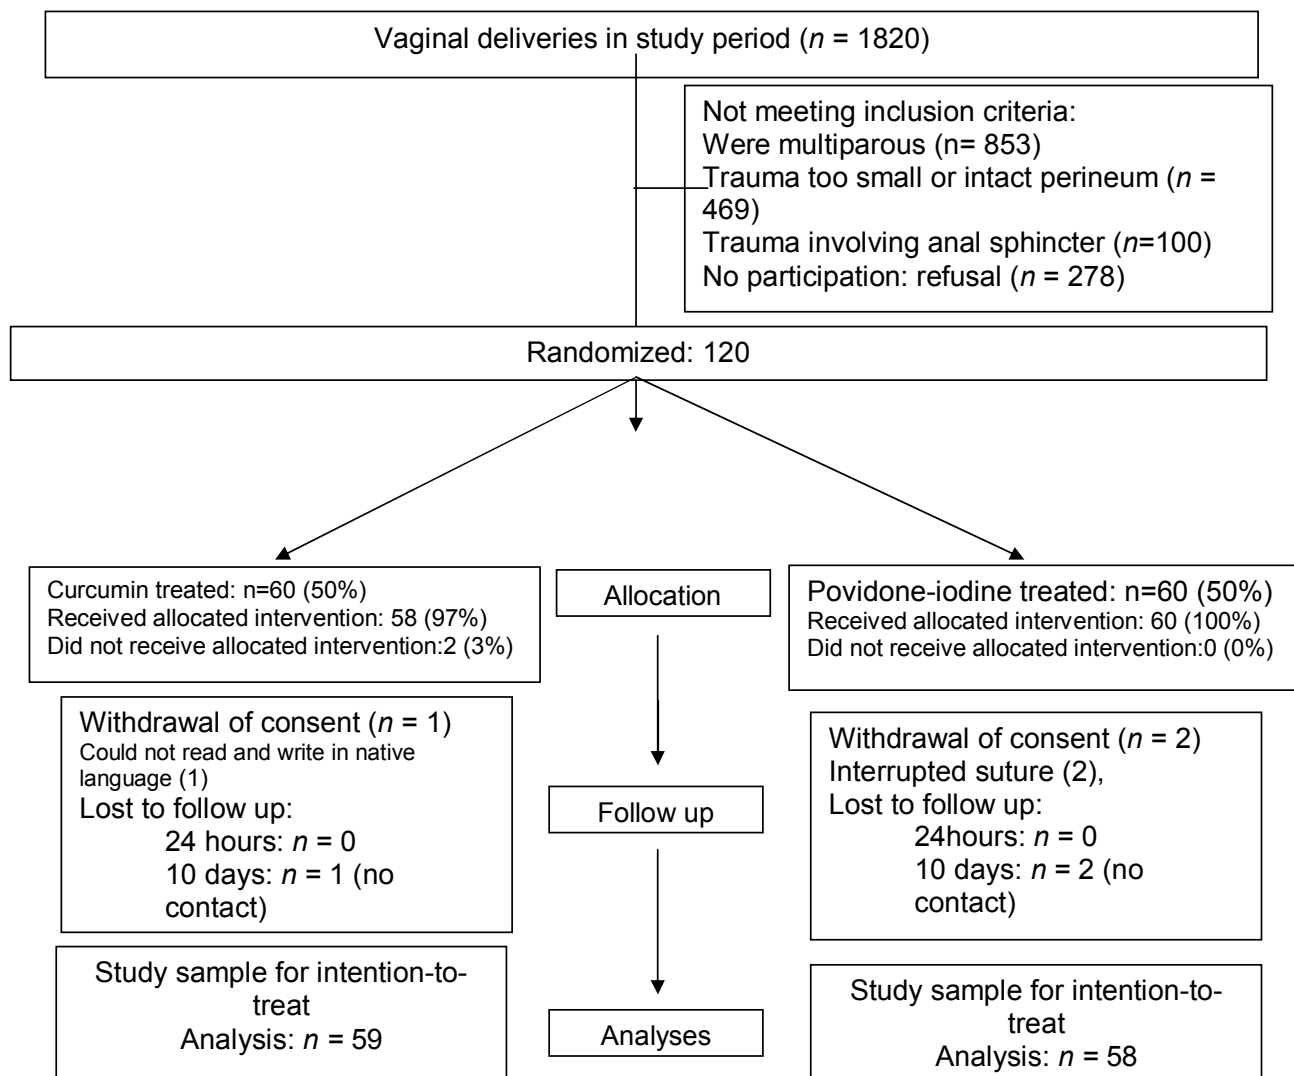 Vaginal deliveries in study period (n = 1820)
Not meeting inclusion criteria:
Were multiparous (n= 853)
Trauma too small or intact perineum (n =
469)
Trauma involving anal sphincter (n=100)
No participation: refusal (n = 278)
Randomized: 120
Curcumin treated: n=60 (50%)
Received allocated intervention: 58 (97%)
Did not receive allocated intervention:2 (3%)
Allocation
Povidone-iodine treated: n=60 (50%)
Received allocated intervention: 60 (100%)
Did not receive allocated intervention:0 (0%)
Withdrawal of consent (n = 1)
Could not read and write in native
language (1)
Lost to follow up:
24 hours: n = 0
10 days: n = 1 (no
contact)
Follow up
Withdrawal of consent (n = 2)
Interrupted suture (2),
Lost to follow up:
24hours: n = 0
10 days: n = 2 (no
contact)
Study sample for intention-to-
treat
Analysis: n = 59
Analyses
Study sample for intention-to-
treat
Analysis: n = 58